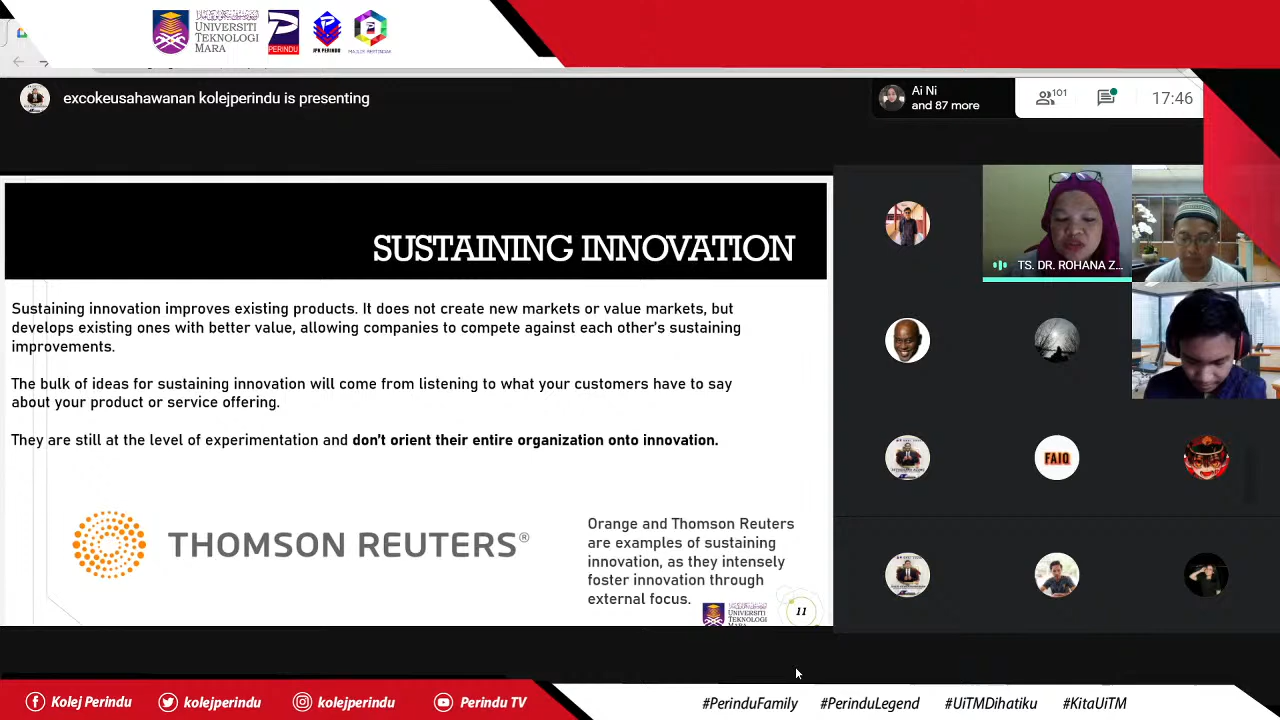 UNIVERSITI
TEKNOLOGI
MARA
PERINDU
JPK PERINDU
excokeusahawanan kolejperindu is presenting
Ai Ni
and 87 more
101
17:46
SUSTAINING INNOVATION
Sustaining innovation improves existing products. It does not create new markets or value markets, but
develops existing ones with better value, allowing companies to compete against each other's sustaining
improvements.
The bulk of ideas for sustaining innovation will come from listening to what your customers have to say
about your product or service offering.
They are still at the level of experimentation and don't orient their entire organization onto innovation.
THOMSON REUTERS®
Orange and Thomson Reuters
are examples of sustaining
innovation, as they intensely
foster innovation through
external focus.
UNIVERSITI
TEKNOLOGI
MARA
11
TS. DR. ROHANA Z...
FAIQ
Kolej Perindu
kolejperindu
kolejperindu
Perindu TV
#PerinduFamily
#PerinduLegend
#UiTMDihatiku
#KitaUiTM